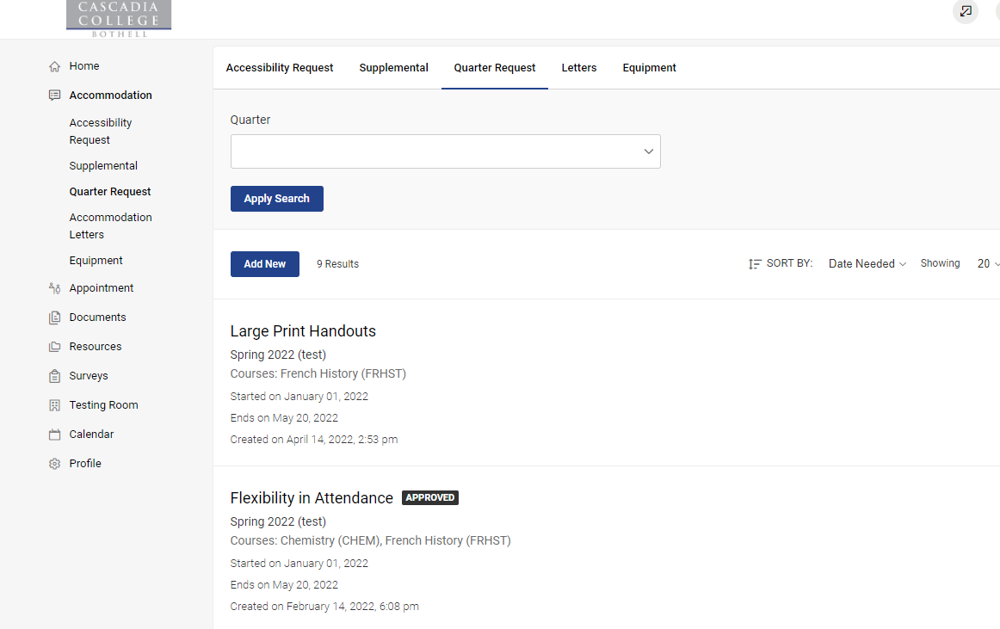 CASCADIA
COLLEGE
BOTHELL
Home
Accommodation
Accessibility
Request
Supplemental
Quarter Request
Accommodation
Letters
Equipment
Appointment
Documents
Resources
Surveys
Testing Room
Calendar
Profile
Accessibility Request Supplemental Quarter Request Letters Equipment
Quarter
Apply Search
Add New 9 Results SORT BY: Date Needed Showing 20
Large Print Handouts
Spring 2022 (test)
Courses: French History (FRHST)
Started on January 01, 2022
Ends on May 20, 2022
Created on April 14, 2022, 2:53 pm
Flexibility in Attendance APPROVED
Spring 2022 (test)
Courses: Chemistry (CHEM), French History (FRHST)
Started on January 01, 2022
Ends on May 20, 2022
Created on February 14, 2022, 6:08 pm